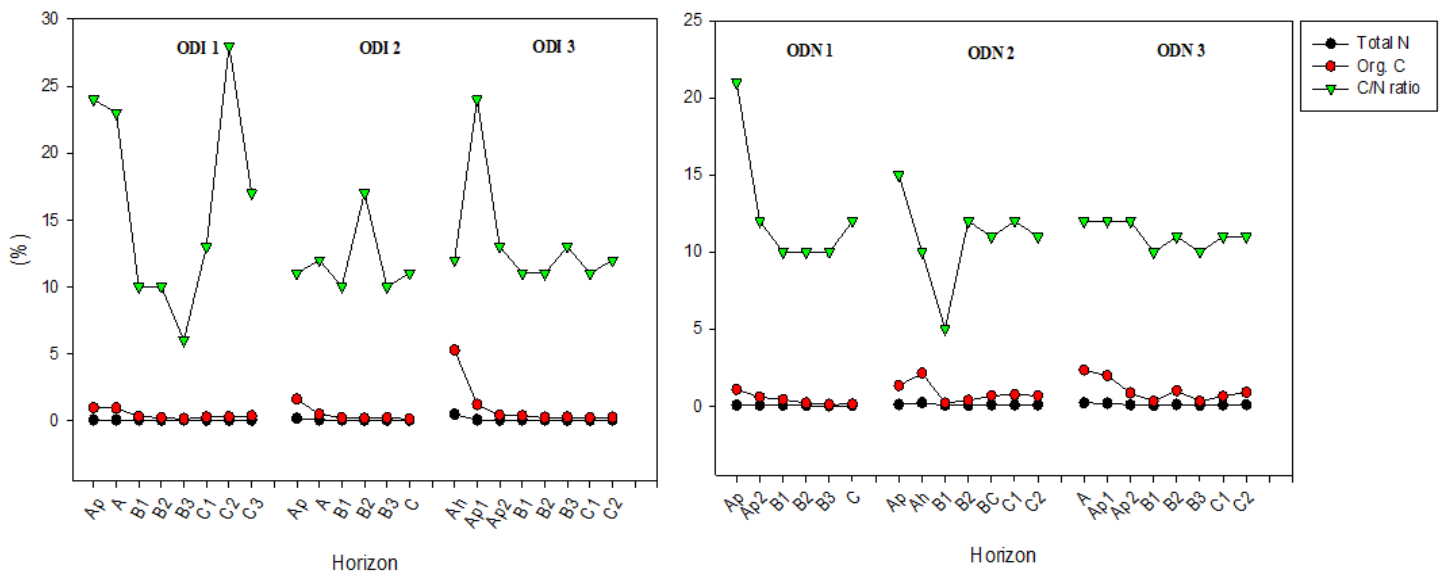 30
25
20
15
10
5
0
(%)
ODI 1
ODI 2
ODI 3
Ap
A
B1
B2
B3
C1
C2
C3
Ap
A
B1
B2
B3
C
Ah
Ap1
Ap2
B1
B2
B3
C1
C2
Horizon
25
20
15
10
5
0
ODN 1
ODN 2
ODN 3
Ap
Ap2
B1
B2
B3
C
Ap
Ah
B1
B2
BC
C1
C2
A
Ap1
Ap2
B1
B2
B3
C1
C2
Horizon
Total N
Org. C
C/N ratio